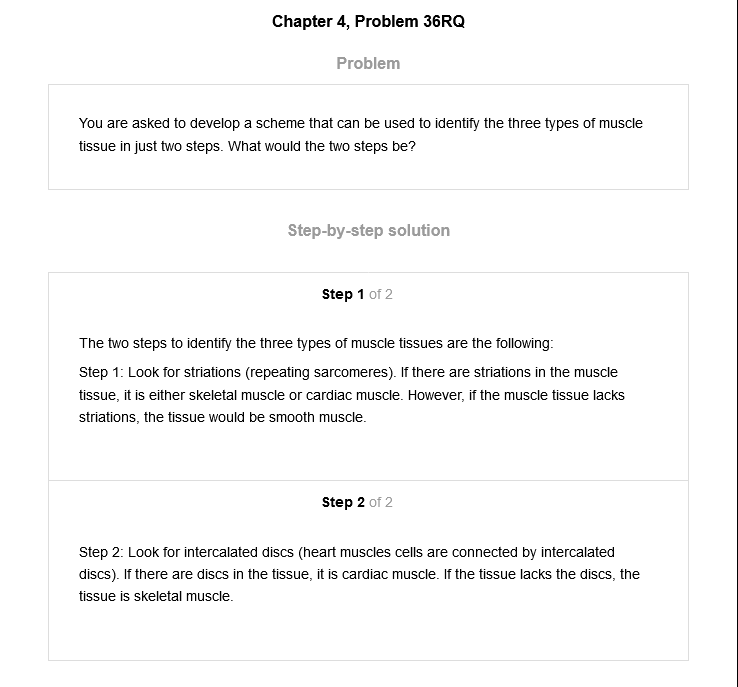 Chapter 4, Problem 36RQ
Problem
You are asked to develop a scheme that can be used to identify the three types of muscle
tissue in just two steps. What would the two steps be?
Step-by-step solution
Step 1 of 2
The two steps to identify the three types of muscle tissues are the following:
Step 1: Look for striations (repeating sarcomeres). If there are striations in the muscle
tissue, it is either skeletal muscle or cardiac muscle. However, if the muscle tissue lacks
striations, the tissue would be smooth muscle.
Step 2 of 2
Step 2: Look for intercalated discs (heart muscles cells are connected by intercalated
discs). If there are discs in the tissue, it is cardiac muscle. If the tissue lacks the discs, the
tissue is skeletal muscle.